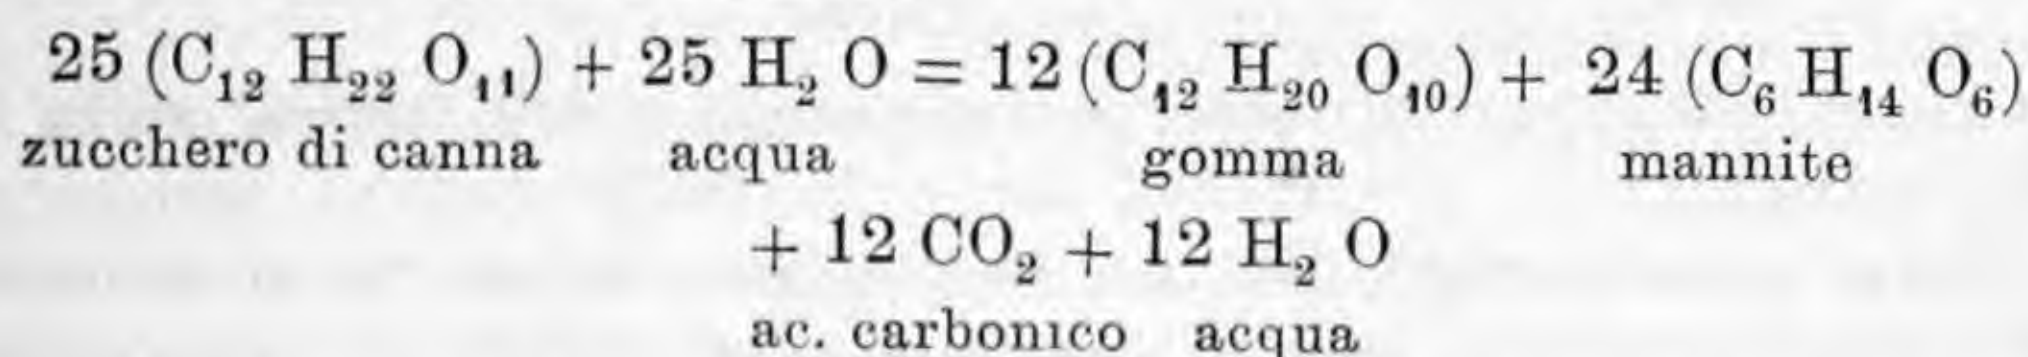 25 (C₁₂ H₂₂ O₁₁) + 25 H₂ O = 12 (C₁₂ H₂₀ O₁₀) + 24 (C₆ H₁₄ O₆)
zucchero di canna acqua gomma mannite
+ 12 CO₂ + 12 H₂ O
ac. carbonico acqua